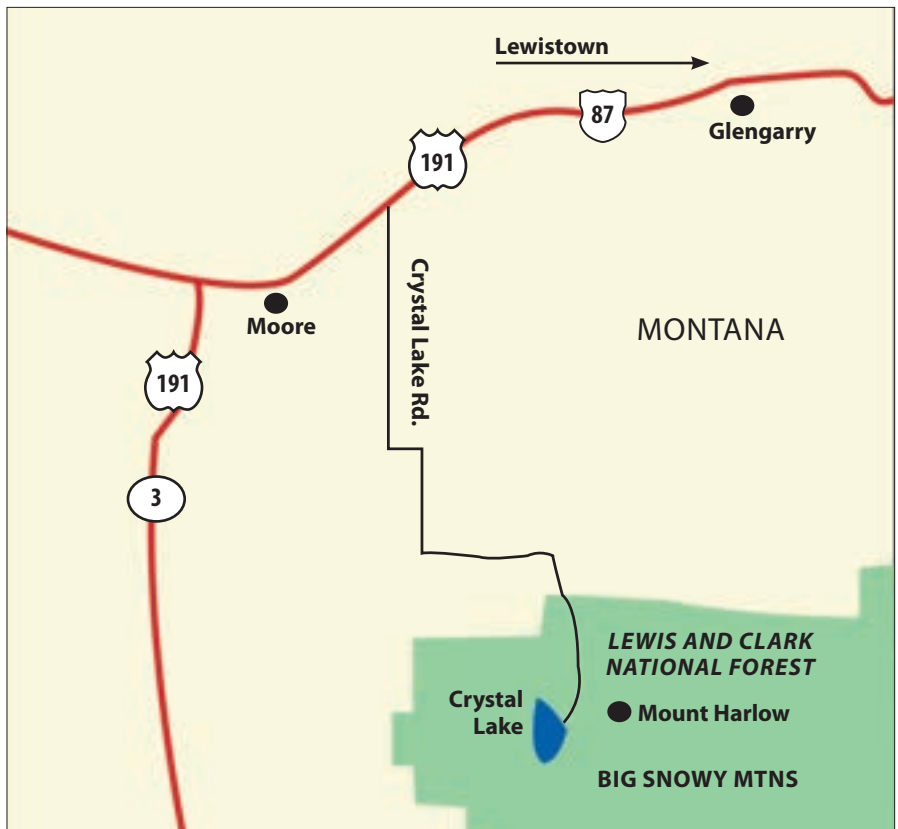 Lewistown
87
Glengarry
191
Crystal Lake Rd.
Moore
MONTANA
191
3
LEWIS AND CLARK
NATIONAL FOREST
Crystal
Lake
Mount Harlow
BIG SNOWY MTNS